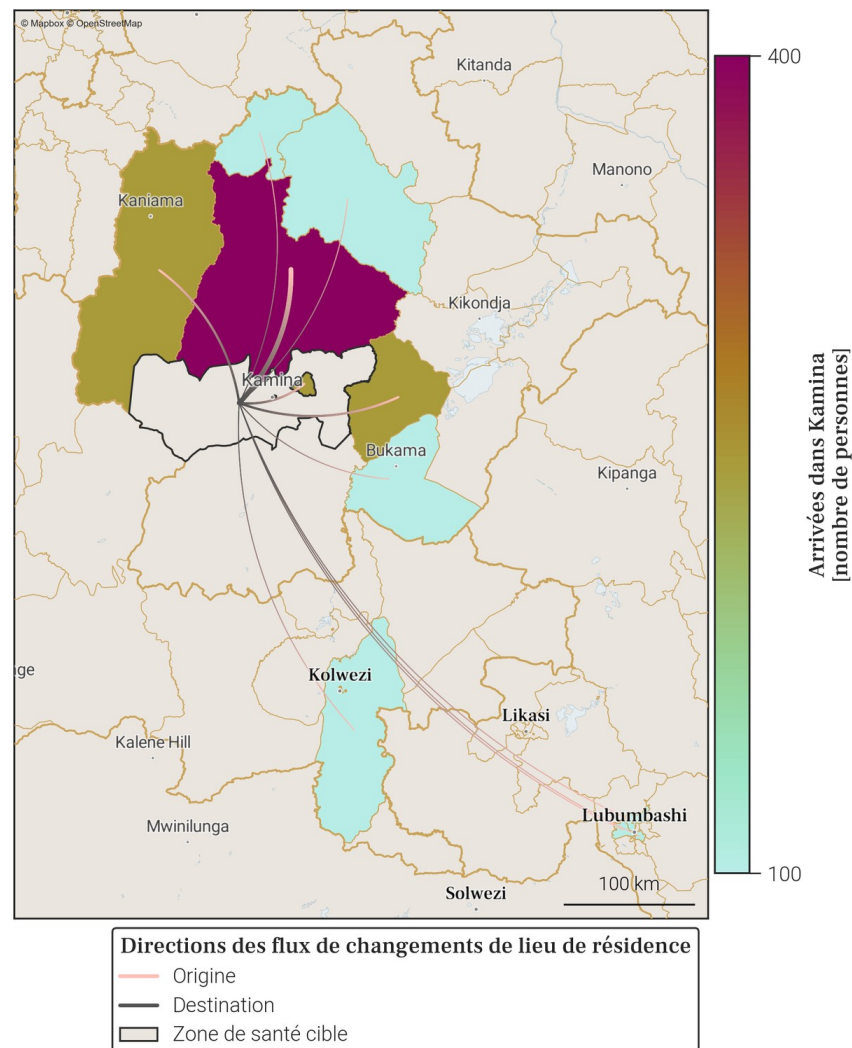 © Mapbox © OpenStreetMap
Kitanda
Manono
Kaniama
Kikondja
Kamina
Bukama
Kipanga
Kolwezi
Likasi
Kalene Hill
Mwinilunga
Lubumbashi
Solwezi
100 km
400
100
Arrivées dans Kamina
[nombre de personnes]
Directions des flux de changements de lieu de résidence
Origine
Destination
Zone de santé cible